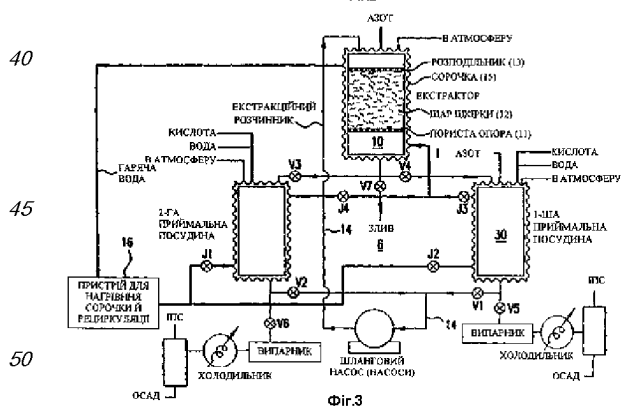 АЗОТ
40
В АТМОСФЕРУ
РОЗПОДІЛЬНИК (13)
СОРОЧКА (15)
ЕКСТРАКТОР
ЕКСТРАКЦІЙНИЙ
РОЗЧИННИК
ШАР ШКІРКИ (12)
КИСЛОТА
ВОДА
В АТМОСФЕРУ
10
ПОРИСТА ОПОРА (11)
АЗОТ
КИСЛОТА
ВОДА
В АТМОСФЕРУ
ГАРЯЧА
ВОДА
V3
V4
V7
45
2-ГА
ПРИЙМАЛЬНА
ПОСУДИНА
J4
J3
1-ША
ПРИЙМАЛЬНА
ПОСУДИНА
ЗЛИВ
6
14
30
16
J1
J2
ПРИСТРІЙ ДЛЯ
НАГРІВАННЯ
СОРОЧКИ Й
РЕЦИРКУЛЯЦІЇ
V2
V1
V5
V6
14
ІПС
ІПС
ВИПАРНИК
ВИПАРНИК
50
ХОЛОДИЛЬНИК
ШЛАНГОВИЙ
НАСОС (НАСОСИ)
ХОЛОДИЛЬНИК
ОСАД
ОСАД
Фіг.3